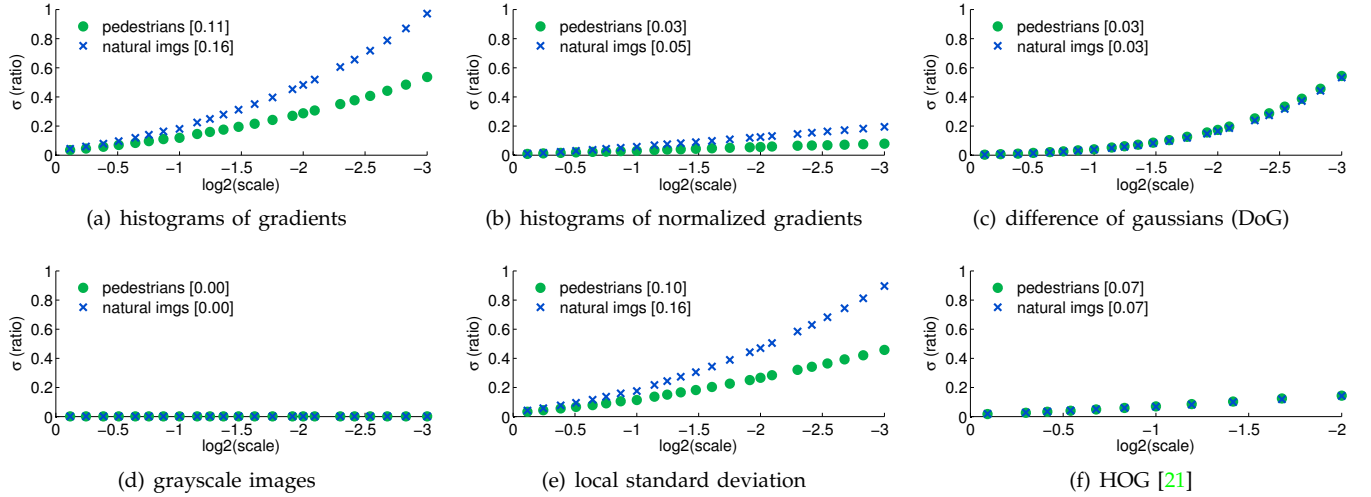 σ (ratio)
1
0.8
0.6
0.4
0.2
0
pedestrians [0.11]
natural imgs [0.16]
0 −0.5 −1 −1.5 −2 −2.5 −3
log2(scale)
(a) histograms of gradients
σ (ratio)
1
0.8
0.6
0.4
0.2
0
pedestrians [0.03]
natural imgs [0.05]
0 −0.5 −1 −1.5 −2 −2.5 −3
log2(scale)
(b) histograms of normalized gradients
σ (ratio)
1
0.8
0.6
0.4
0.2
0
pedestrians [0.03]
natural imgs [0.03]
0 −0.5 −1 −1.5 −2 −2.5 −3
log2(scale)
(c) difference of gaussians (DoG)
σ (ratio)
1
0.8
0.6
0.4
0.2
0
pedestrians [0.00]
natural imgs [0.00]
0 −0.5 −1 −1.5 −2 −2.5 −3
log2(scale)
(d) grayscale images
σ (ratio)
1
0.8
0.6
0.4
0.2
0
pedestrians [0.10]
natural imgs [0.16]
0 −0.5 −1 −1.5 −2 −2.5 −3
log2(scale)
(e) local standard deviation
σ (ratio)
1
0.8
0.6
0.4
0.2
0
pedestrians [0.07]
natural imgs [0.07]
0 −0.5 −1 −1.5 −2
log2(scale)
(f) HOG [21]